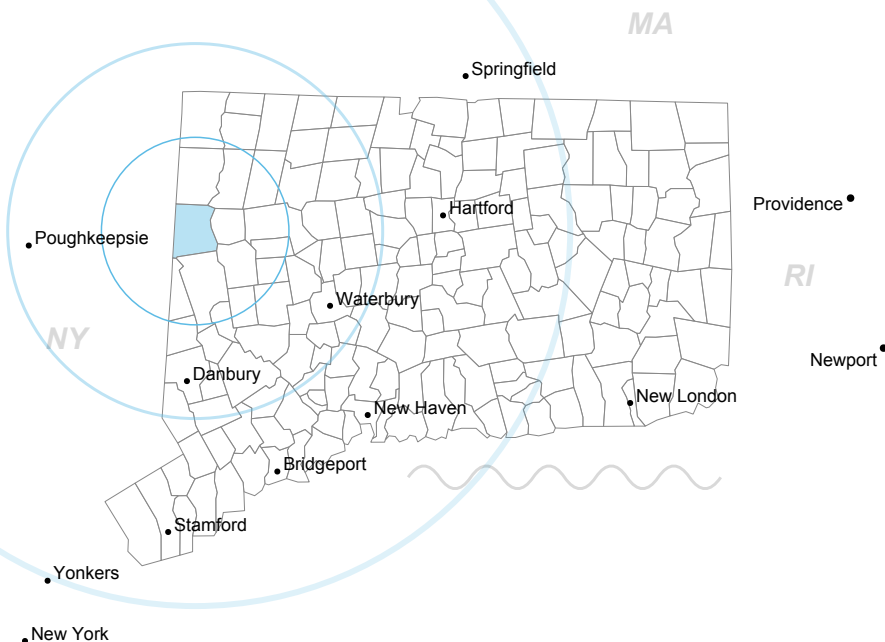 MA
Springfield
Providence
Hartford
Poughkeepsie
RI
Waterbury
NY
Newport
Danbury
New London
New Haven
Bridgeport
Stamford
Yonkers
New York